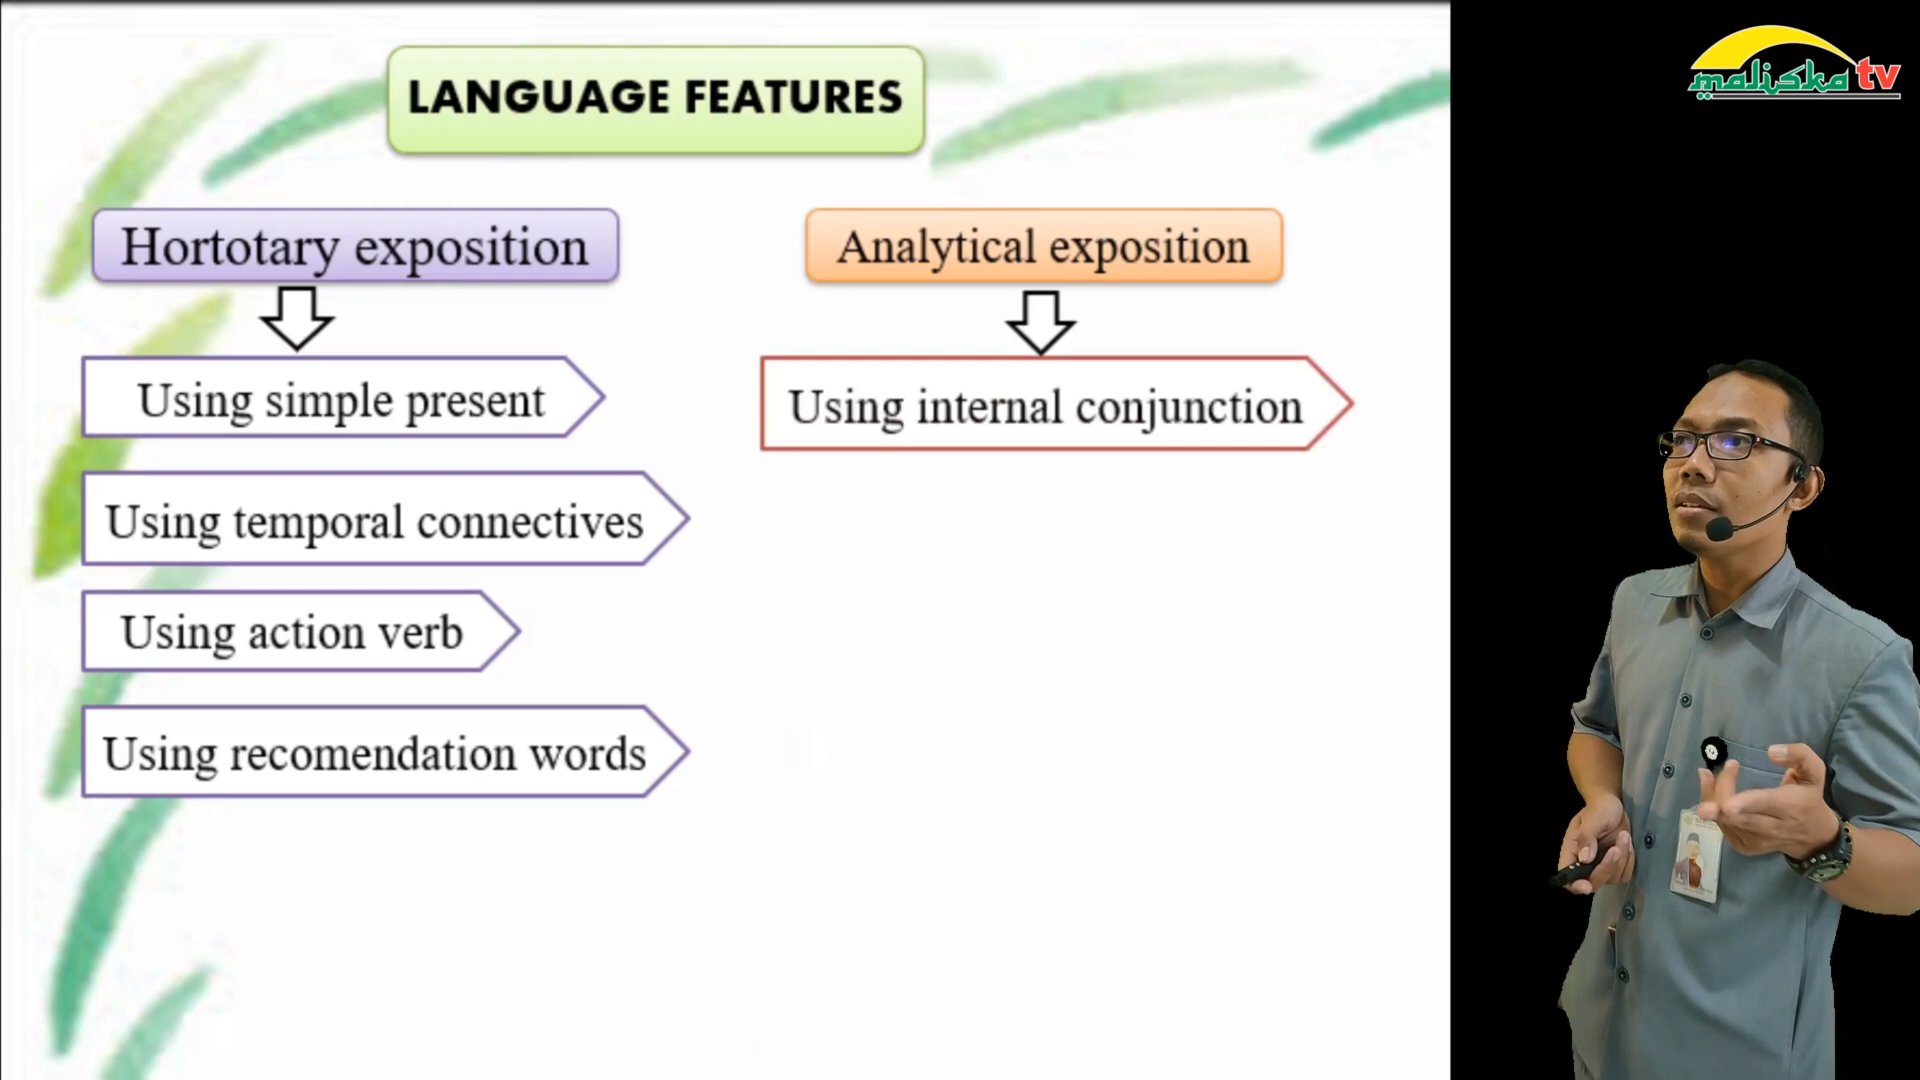 LANGUAGE FEATURES
Hortotary exposition
Analytical exposition
Using simple present
Using temporal connectives
Using action verb
Using recomendation words
Using internal conjunction
maliska tv